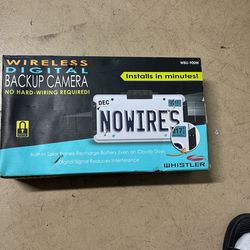 WIRELESS
DIGITAL
BACKUP CAMERA
NO HARD-WIRING REQUIRED!
WBU-900W
Installs in minutes!
DEC
NOWIRES
Built-in Solar Panels Recharge Battery Even on Cloudy Days
Digital Signal Reduces Interference
WHISTLER